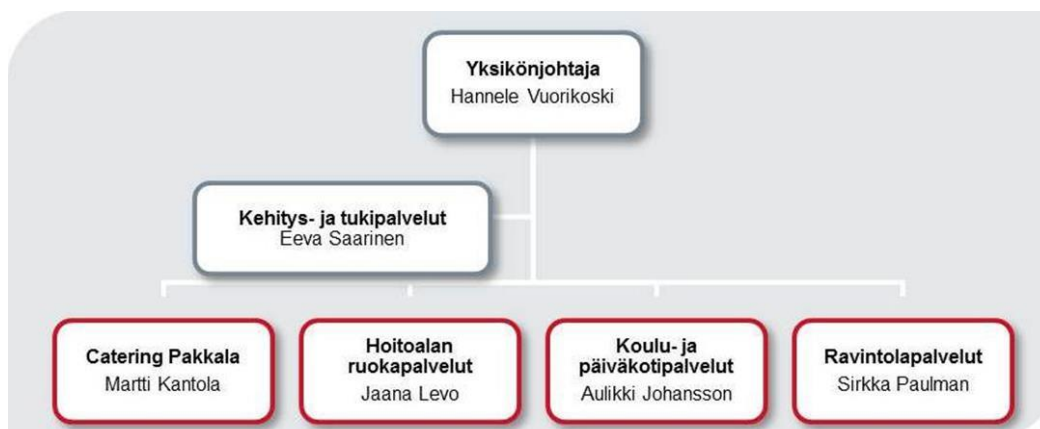 Yksikönjohtaja
Hannele Vuorikoski
Kehitys- ja tukipalvelut
Eeva Saarinen
Catering Pakkala
Martti Kantola
Hoitoalan
ruokapalvelut
Jaana Levo
Koulu- ja
päiväkotipalvelut
Aulikki Johansson
Ravintolapalvelut
Sirkka Paulman